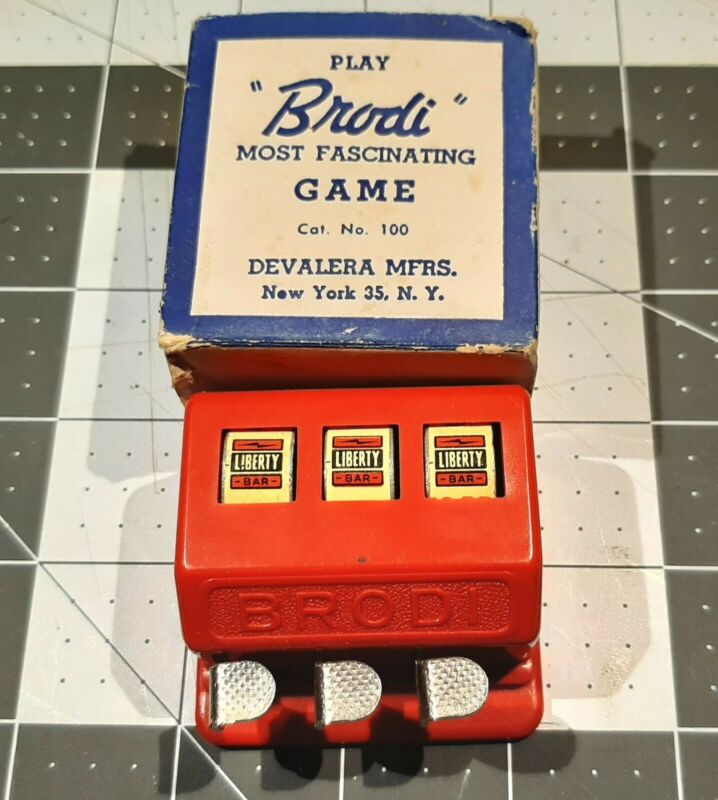 PLAY
"Brodi"
MOST FASCINATING
GAME
Cat. No. 100
DEVALERA MFRS.
New York 35, N. Y.
LIBERTY
BAR
LIBERTY
BAR
LIBERTY
BAR
BRODI